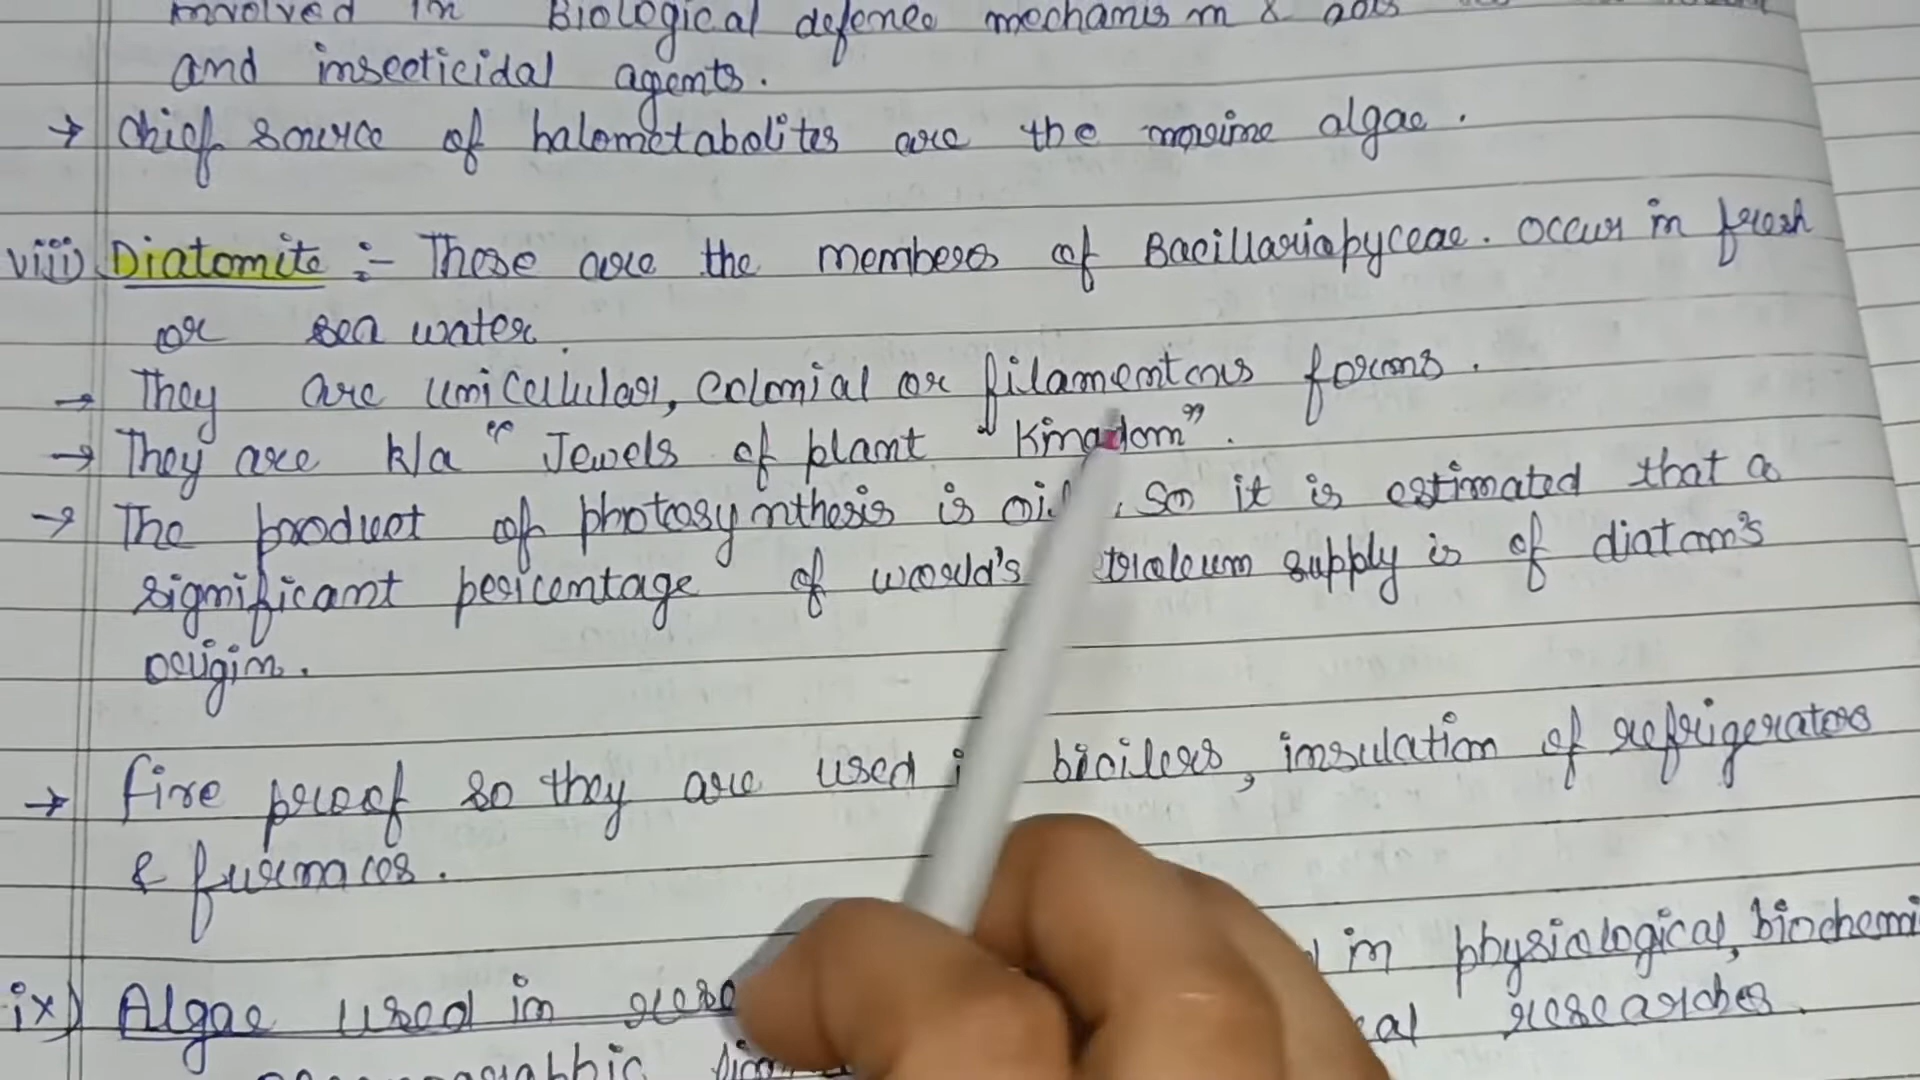 involved in Biological defence mechanism &
and insecticidal agents.
→ Chief source of halometabolites are the marine algae.
viii) Diatomite :- These are the members of Bacillariapyceae. Occur in fresh
or sea water.
→ They are unicellular, colonial or filamentous forms.
→ They are k/a " Jewels of plant "Kingdom".
→ The product of photosynthesis is oil. So it is estimated that a
significant percentage of world's supply is of diatom's
origin.
→ fire proof so they are used boilers, insulation of refrigerators
& furnaces.
ix) Algae used in in physiological, biochemi
researches.